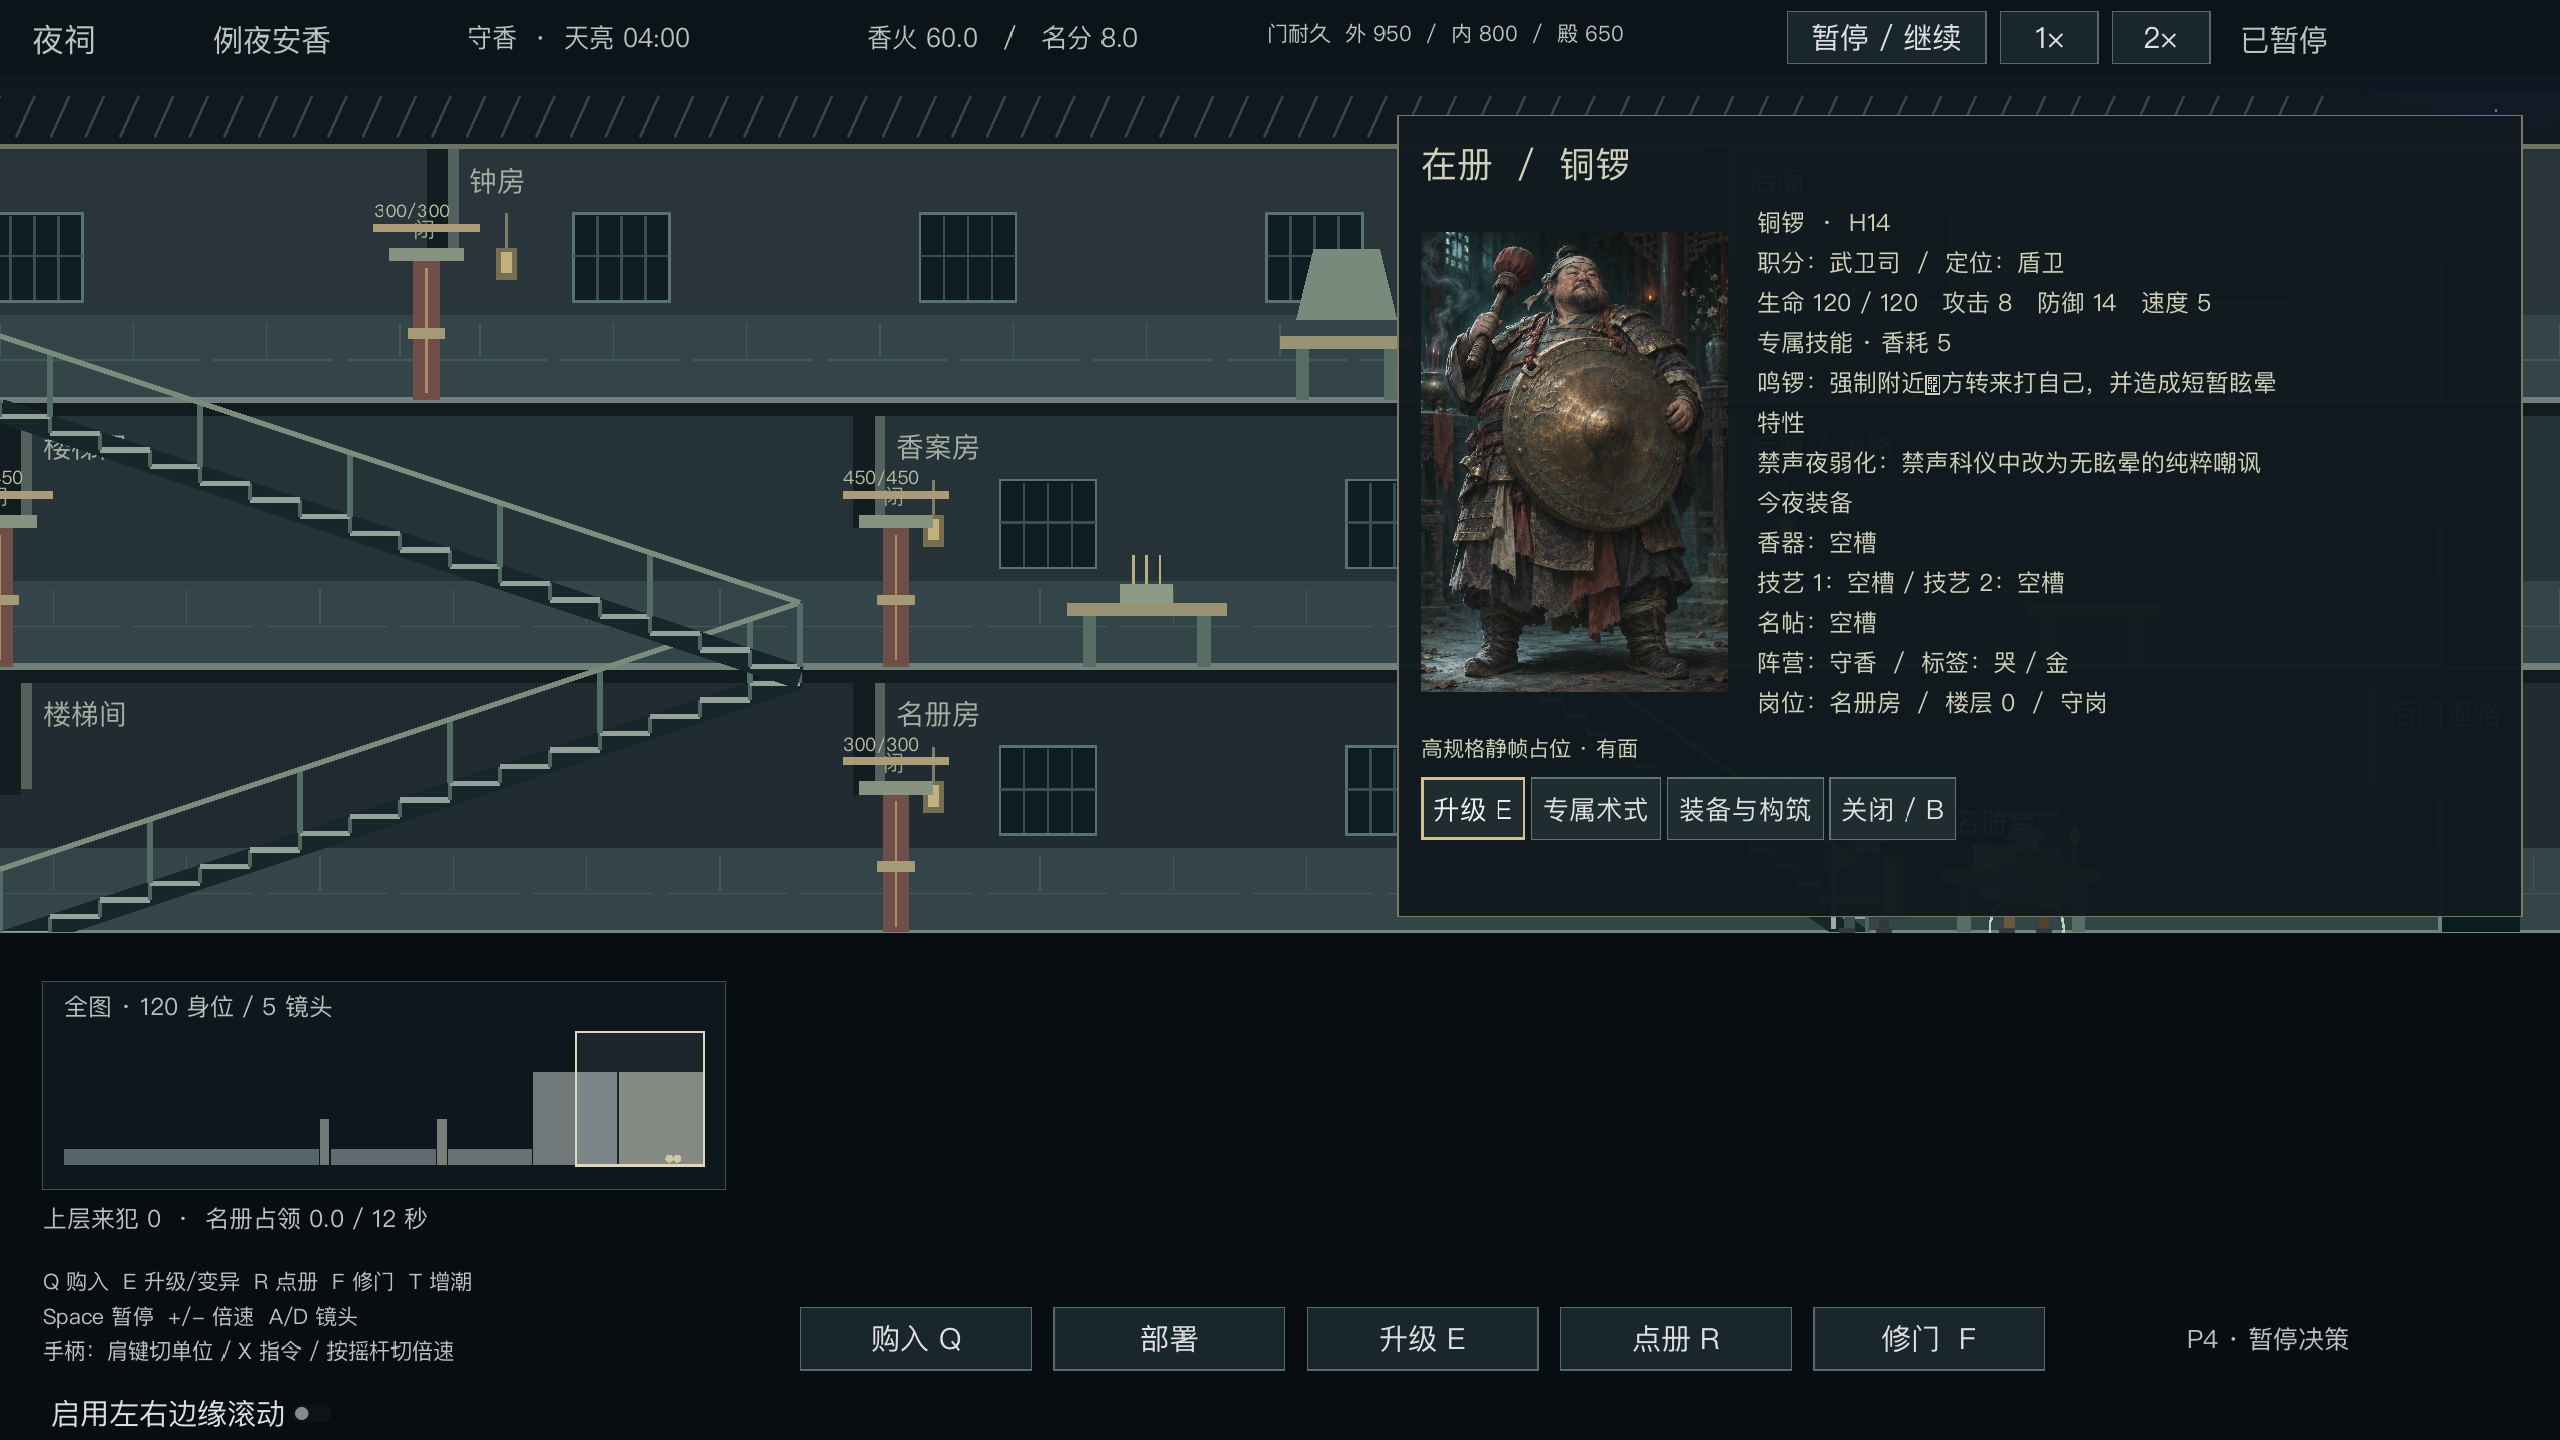 夜祠 例夜安香 守香 · 天亮 04:00 香火 60.0 / 名分 8.0 门耐久 外 950 / 内 800 / 殿 650 暂停 / 继续 1× 2× 已暂停
钟房
300/300
闭
香案房
450/450
闭
楼梯间
名册房
300/300
闭
后门退路
在册 / 铜锣
铜锣 · H14
职分：武卫司 / 定位：盾卫
生命 120 / 120 攻击 8 防御 14 速度 5
专属技能 · 香耗 5
鸣锣：强制附近方转来打自己，并造成短暂眩晕
特性
禁声夜弱化：禁声科仪中改为无眩晕的纯粹嘲讽
今夜装备
香器：空槽
技艺 1：空槽 / 技艺 2：空槽
名帖：空槽
阵营：守香 / 标签：哭 / 金
岗位：名册房 / 楼层 0 / 守岗
高规格静帧占位 · 有面
升级 E 专属术式 装备与构筑 关闭 / B
全图 · 120 身位 / 5 镜头
上层来犯 0 · 名册占领 0.0 / 12 秒
Q 购入 E 升级/变异 R 点册 F 修门 T 增潮
Space 暂停 +/− 倍速 A/D 镜头
手柄：肩键切单位 / X 指令 / 按摇杆切倍速
启用左右边缘滚动
购入 Q 部署 升级 E 点册 R 修门 F P4 · 暂停决策